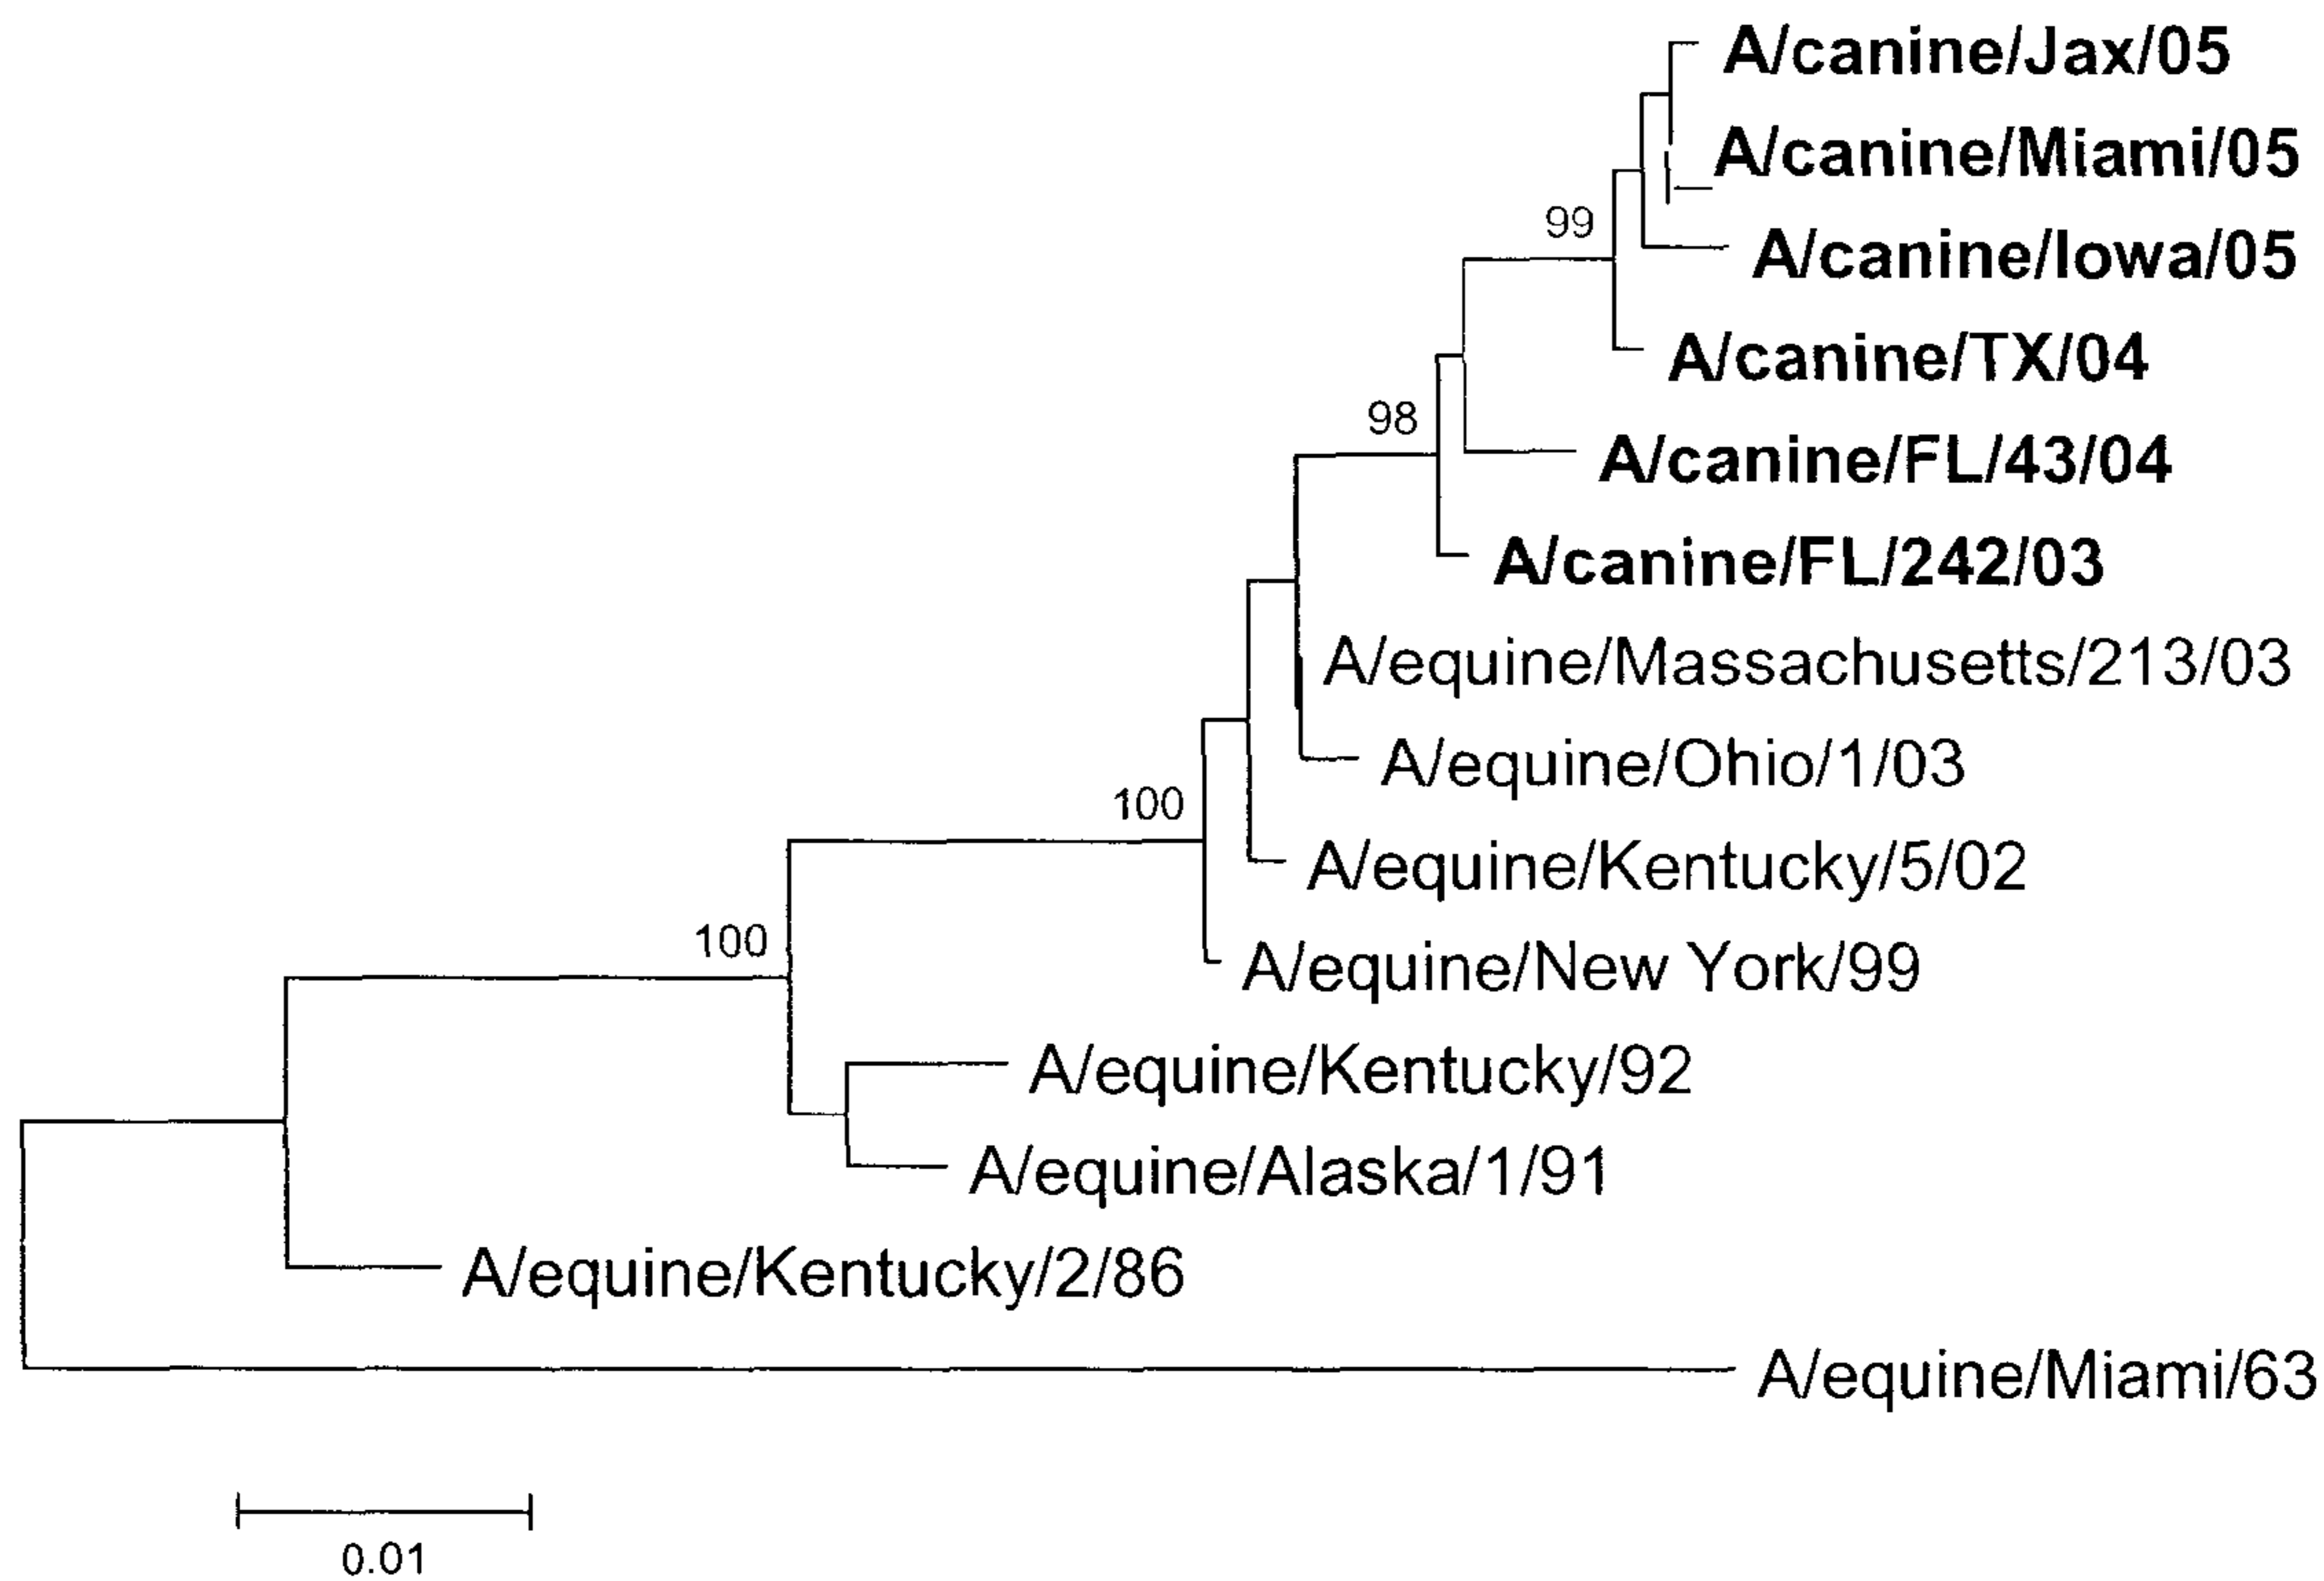 A/canine/Jax/05
A/canine/Miami/05
99
A/canine/Iowa/05
A/canine/TX/04
98
A/canine/FL/43/04
A/canine/FL/242/03
A/equine/Massachusetts/213/03
A/equine/Ohio/1/03
100
A/equine/Kentucky/5/02
100
A/equine/New York/99
A/equine/Kentucky/92
A/equine/Alaska/1/91
A/equine/Kentucky/2/86
A/equine/Miami/63
0.01